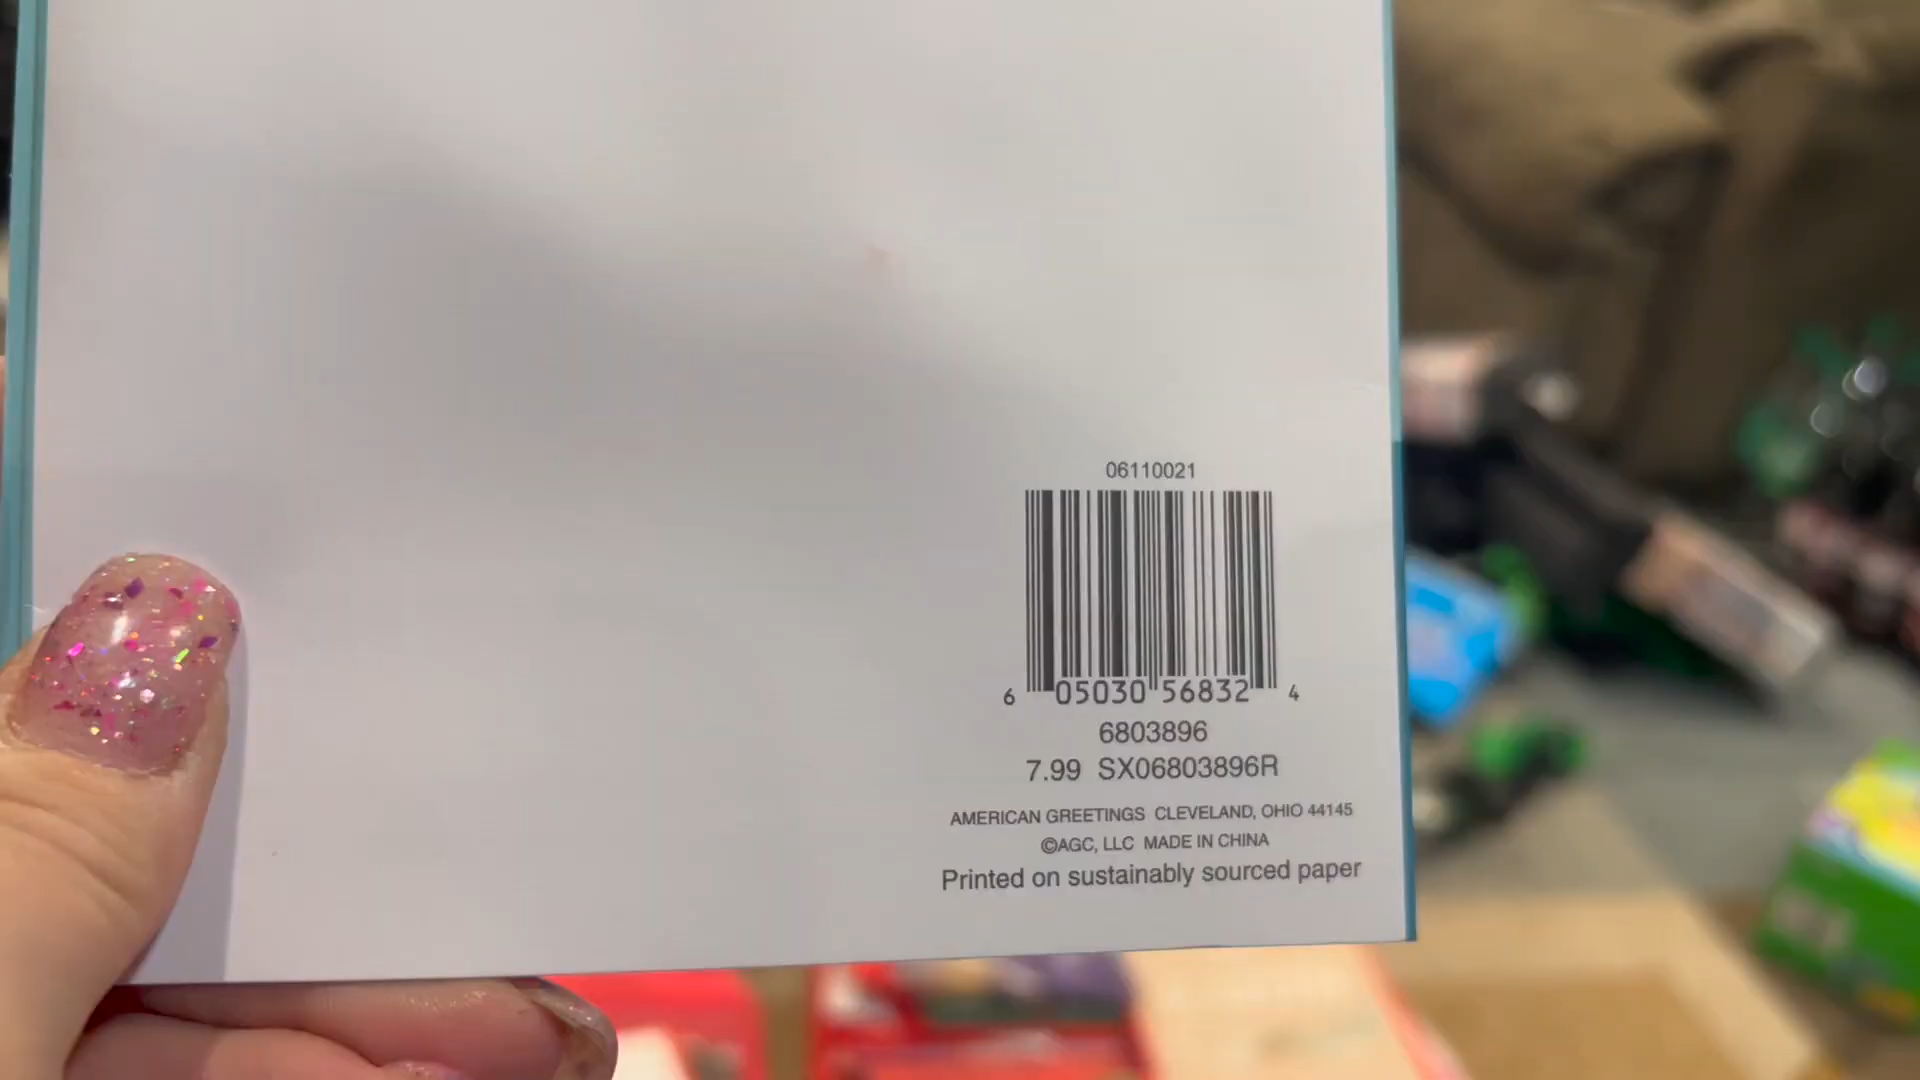 06110021
6 05030 56832 4
6803896
7.99 SX06803896R
AMERICAN GREETINGS CLEVELAND, OHIO 44145
©AGC, LLC MADE IN CHINA
Printed on sustainably sourced paper